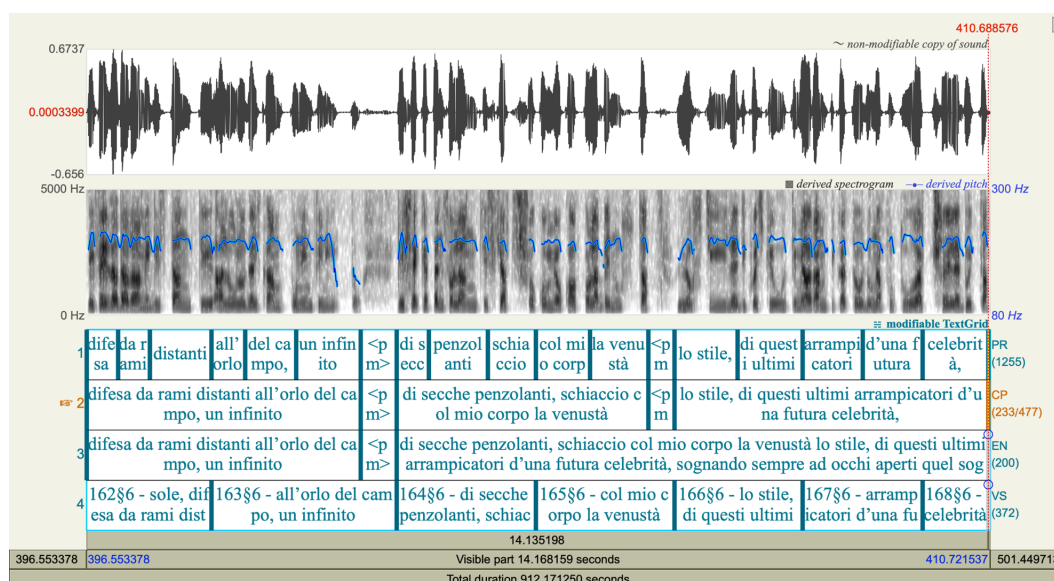 410.688576
~ non-modifiable copy of sound
0.6737
0.0003399
-0.656
5000 Hz
derived spectrogram
derived pitch
300 Hz
0 Hz
80 Hz
modifiable TextGrid
1
dife
sa
da r
ami
distanti
all'
orlo
del ca
mpo,
un infin
ito
<p
m>
di s
ecc
penzol
anti
schia
ccio
col mi
o corp
la venu
stà
<p
m
lo stile,
di quest
i ultimi
arrampi
catori
d'una f
utura
celebrit
à,
PR
(1255)
2
difesa da rami distanti all'orlo del ca
mpo, un infinito
<p
m>
di secche penzolanti, schiaccio c
ol mio corpo la venustà
<p
m
lo stile, di questi ultimi arrampicatori d'u
na futura celebrità,
CP
(233/477)
3
difesa da rami distanti all'orlo del ca
mpo, un infinito
<p
m>
di secche penzolanti, schiaccio col mio corpo la venustà lo stile, di questi ultimi
arrampicatori d'una futura celebrità, sognando sempre ad occhi aperti quel sog
EN
(200)
4
162§6 - sole, dif
esa da rami dist
163§6 - all'orlo del cam
po, un infinito
164§6 - di secche
penzolanti, schiac
165§6 - col mio c
orpo la venustà
166§6 - lo stile,
di questi ultimi
167§6 - arramp
icatori d'una fu
168§6 -
celebrità
VS
(372)
14.135198
396.553378
396.553378
Visible part 14.168159 seconds
410.721537
501.449713
Total duration 912.171250 seconds